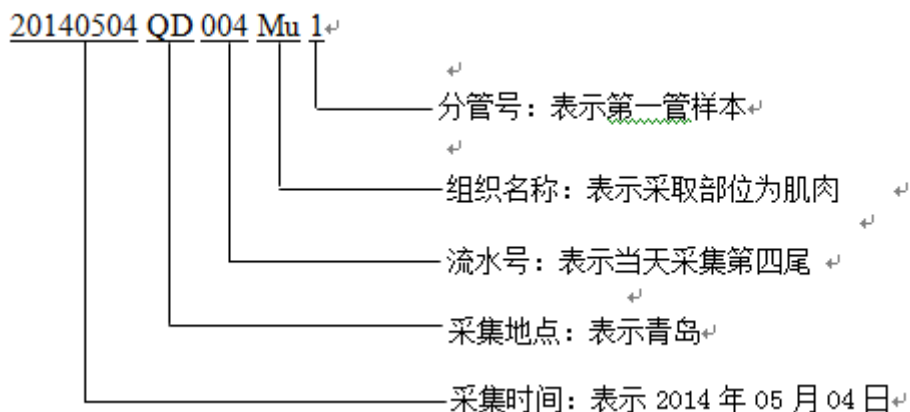 20140504 QD 004 Mu 1
分管号：表示第一管样本
组织名称：表示采取部位为肌肉
流水号：表示当天采集第四尾
采集地点：表示青岛
采集时间：表示 2014 年 05 月 04 日